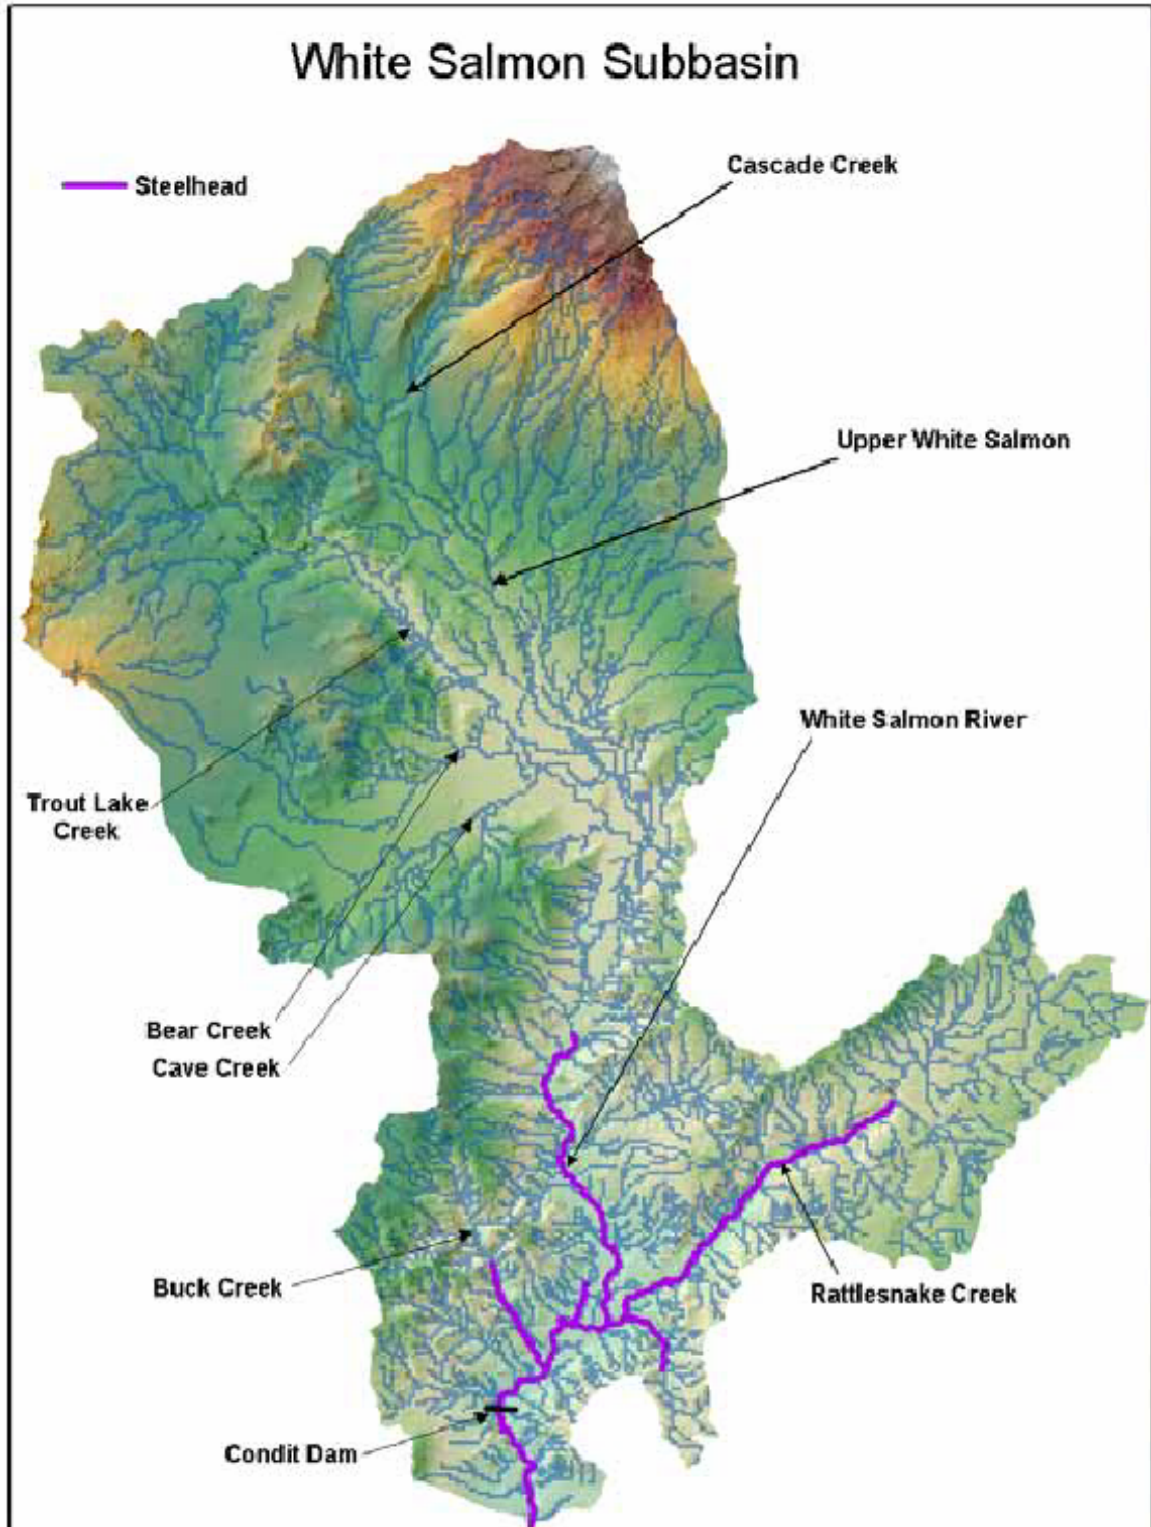 White Salmon Subbasin
Steelhead
Cascade Creek
Upper White Salmon
White Salmon River
Trout Lake
Creek
Bear Creek
Cave Creek
Buck Creek
Rattlesnake Creek
Condit Dam